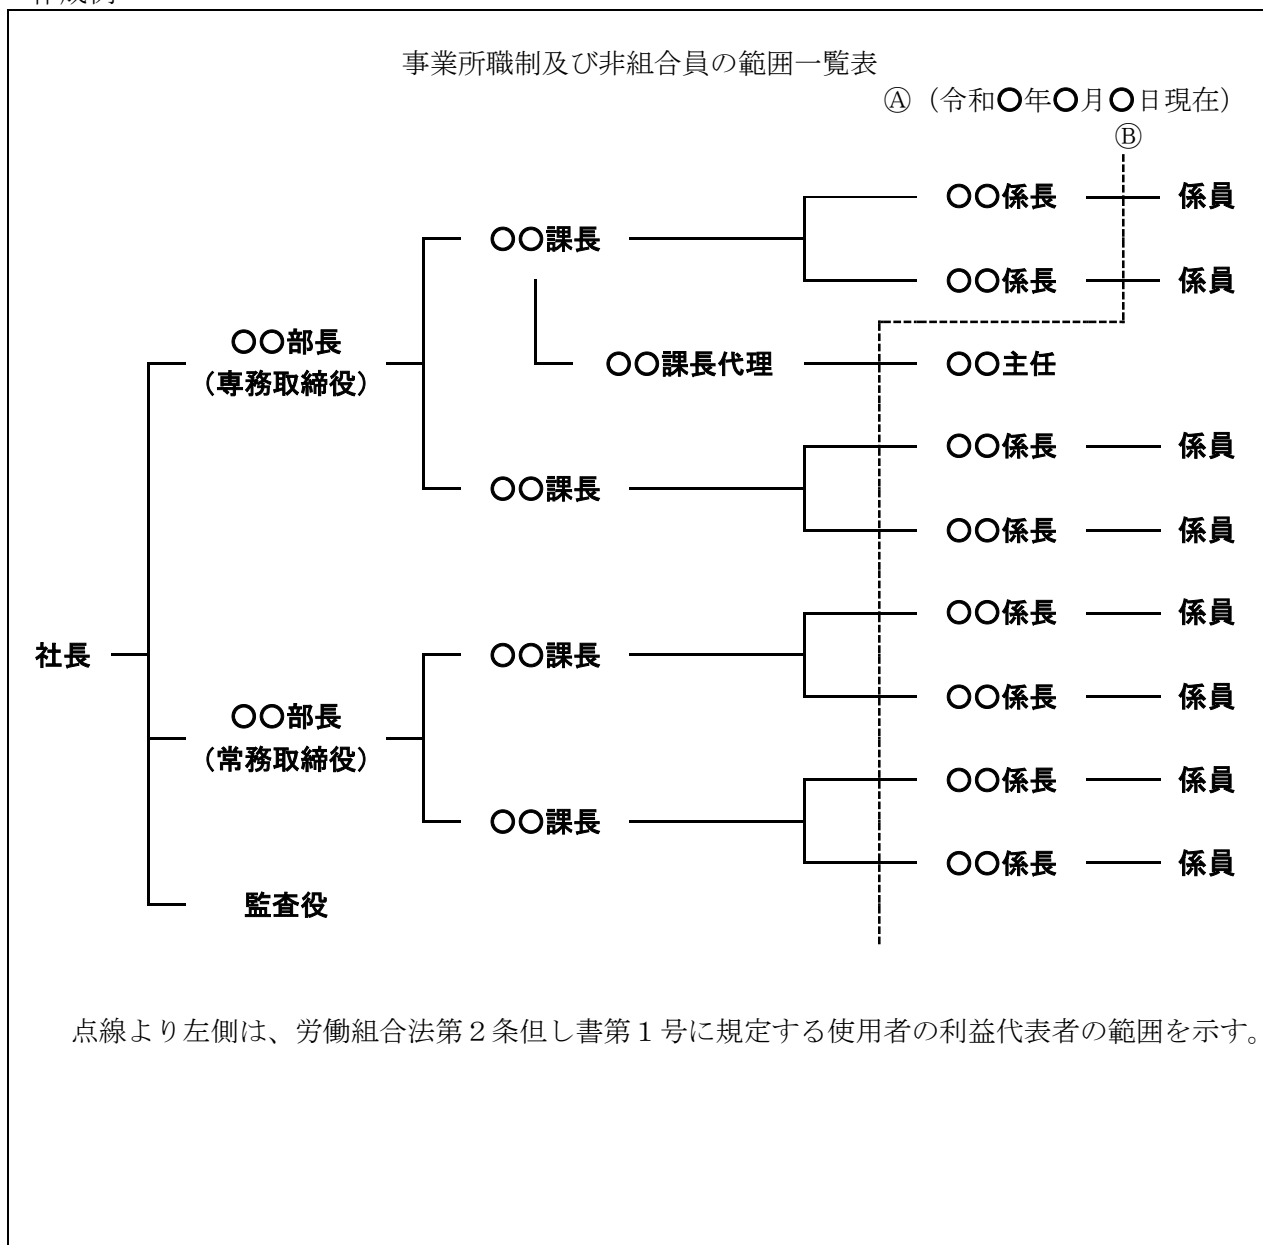 作成例
事業所職制及び非組合員の範囲一覧表
Ⓐ（令和〇年〇月〇日現在）
Ⓑ
〇〇係長 係員
〇〇課長
〇〇係長 係員
〇〇部長
（専務取締役）
〇〇課長代理 〇〇主任
〇〇係長 係員
〇〇課長
〇〇係長 係員
〇〇係長 係員
社長 〇〇課長
〇〇係長 係員
〇〇部長
（常務取締役）
〇〇係長 係員
〇〇課長
〇〇係長 係員
監査役
点線より左側は、労働組合法第２条但し書第１号に規定する使用者の利益代表者の範囲を示す。